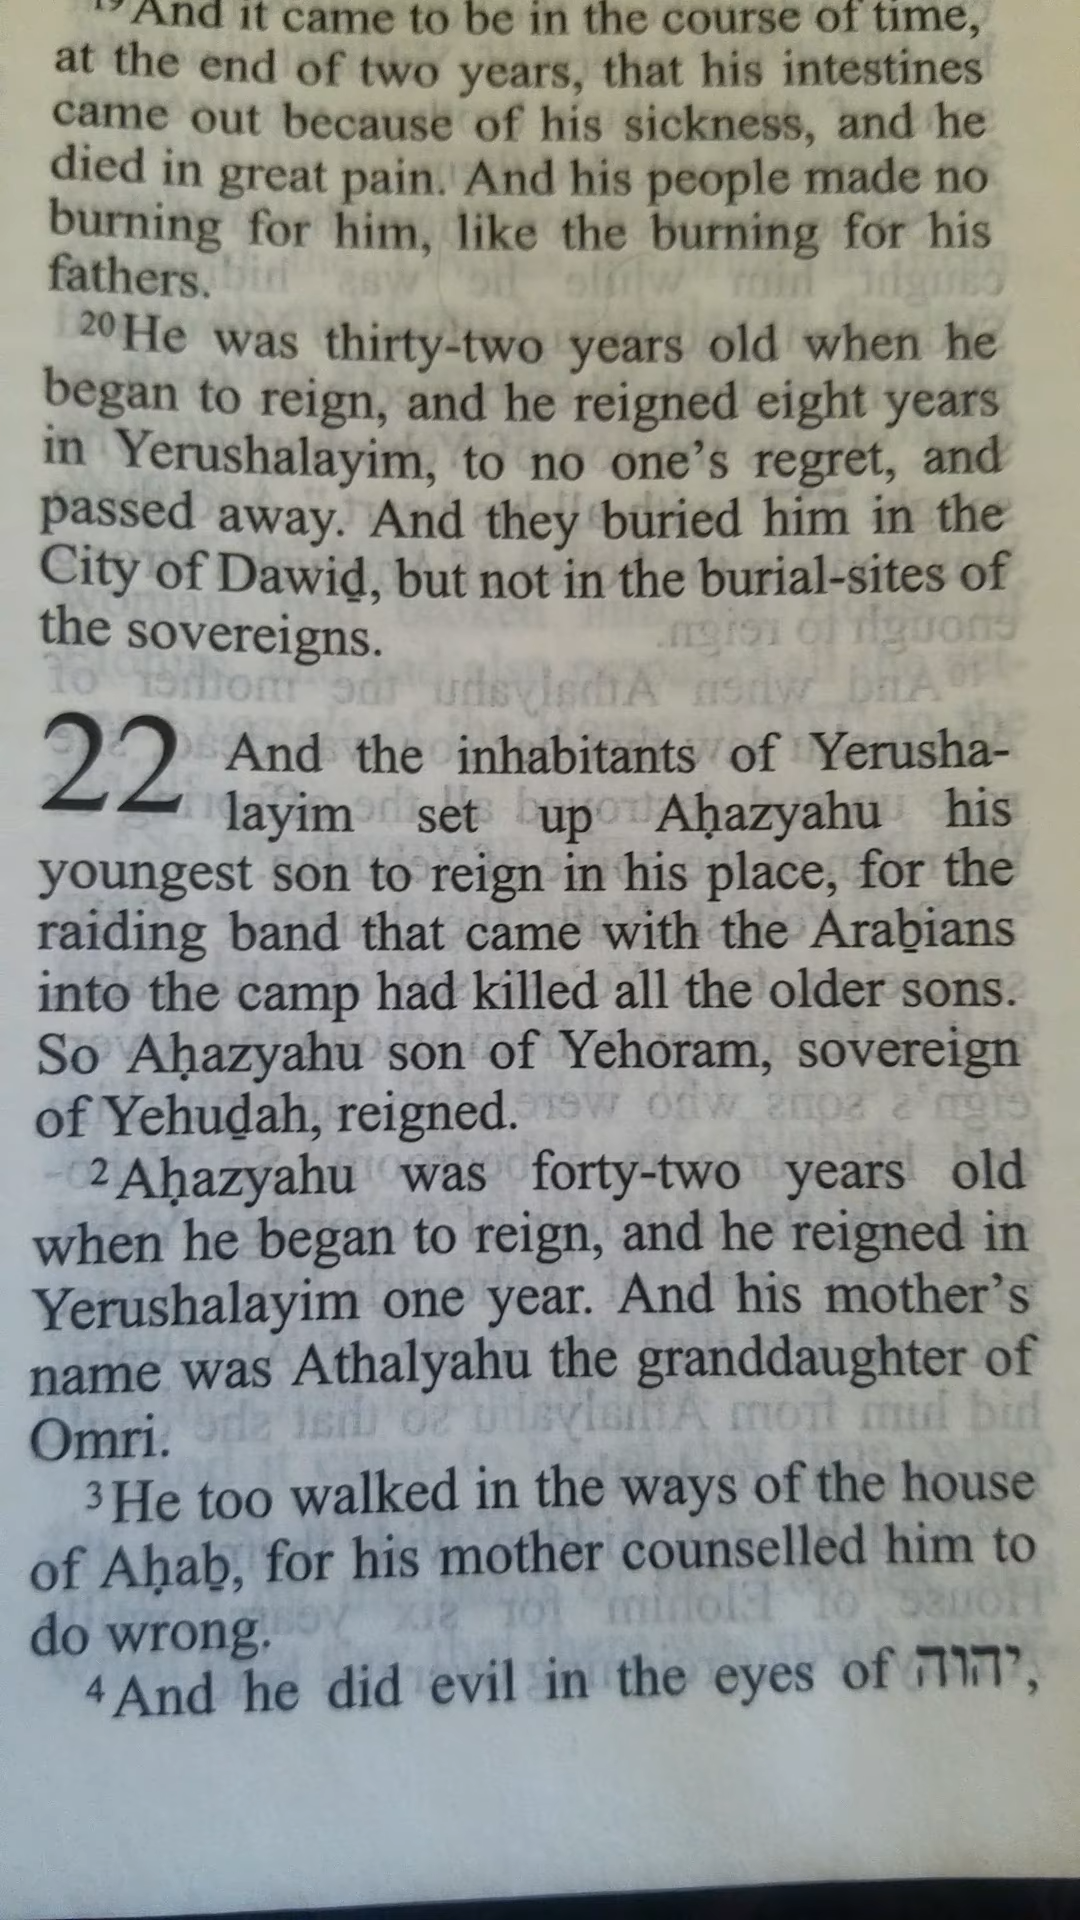 19 And it came to be in the course of time,
at the end of two years, that his intestines
came out because of his sickness, and he
died in great pain. And his people made no
burning for him, like the burning for his
fathers.
20 He was thirty-two years old when he
began to reign, and he reigned eight years
in Yerushalayim, to no one’s regret, and
passed away. And they buried him in the
City of Dawiḏ, but not in the burial-sites of
the sovereigns.
22 And the inhabitants of Yerusha-
layim set up Aḥazyahu his
youngest son to reign in his place, for the
raiding band that came with the Araḇians
into the camp had killed all the older sons.
So Aḥazyahu son of Yehoram, sovereign
of Yehuḏah, reigned.
2 Aḥazyahu was forty-two years old
when he began to reign, and he reigned in
Yerushalayim one year. And his mother’s
name was Athalyahu the granddaughter of
Omri.
3 He too walked in the ways of the house
of Aḥaḇ, for his mother counselled him to
do wrong.
4 And he did evil in the eyes of יהוה,